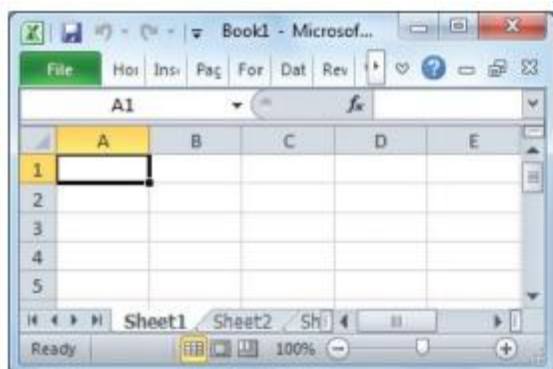 Book1 - Microsof...
File Hor Ins Pag For Dat Rev
A1 fx
A B C D E
1
2
3
4
5
Sheet1 Sheet2 Sh
Ready 100%